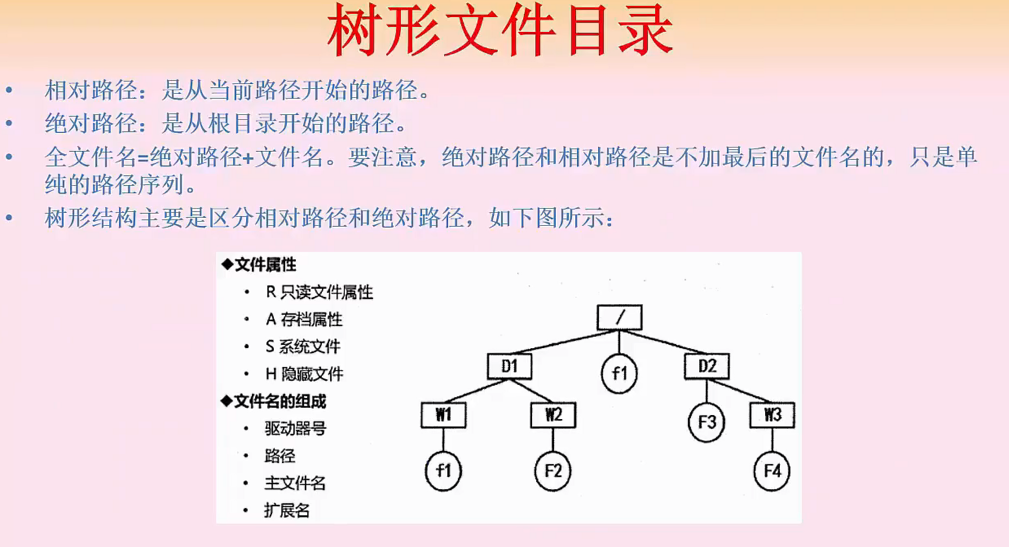 树形文件目录
• 相对路径：是从当前路径开始的路径。
• 绝对路径：是从根目录开始的路径。
• 全文件名=绝对路径+文件名。要注意，绝对路径和相对路径是不加最后的文件名的，只是单
纯的路径序列。
• 树形结构主要是区分相对路径和绝对路径，如下图所示：
◆文件属性
• R 只读文件属性
• A 存档属性
• S 系统文件
• H 隐藏文件
◆文件名的组成
• 驱动器号
• 路径
• 主文件名
• 扩展名
/
D1
f1
D2
W1
W2
F3
W3
f1
F2
F4